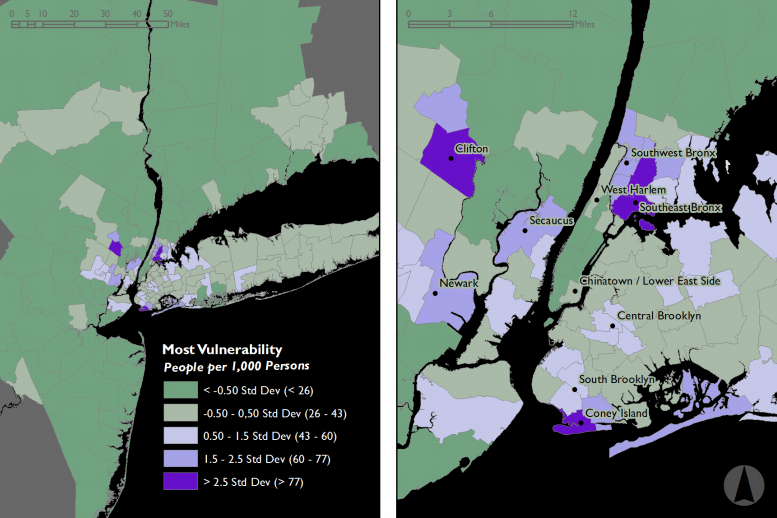 0 5 10 20 30 40 50
Miles
Most Vulnerability
People per 1,000 Persons
< -0.50 Std Dev (< 26)
-0.50 - 0,50 Std Dev (26 - 43)
0.50 - 1.5 Std Dev (43 - 60)
1.5 - 2.5 Std Dev (60 - 77)
> 2.5 Std Dev (> 77)
0 3 6 12
Miles
Clifton
Southwest Bronx
West Harlem
Southeast Bronx
Secaucus
Newark
Chinatown / Lower East Side
Central Brooklyn
South Brooklyn
Coney Island